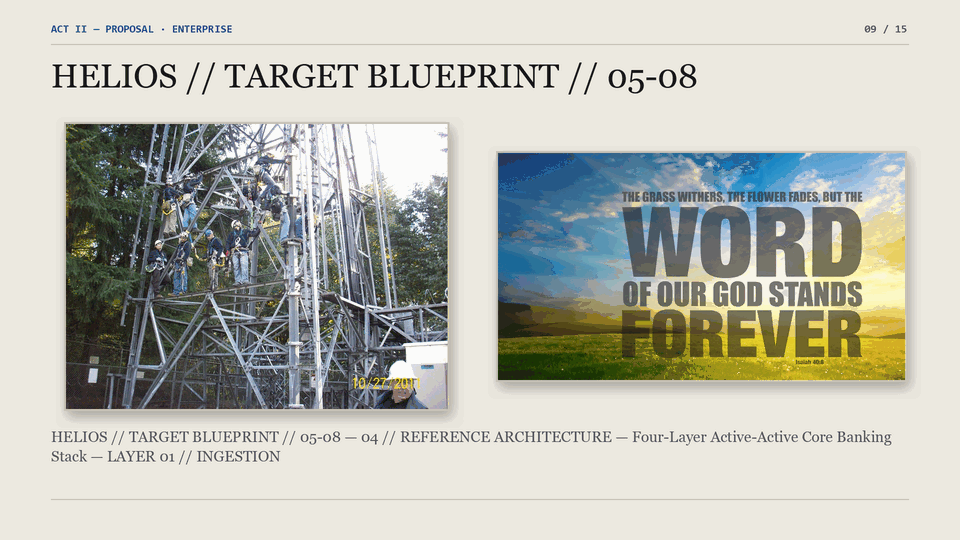 ACT II — PROPOSAL · ENTERPRISE
09 / 15
HELIOS // TARGET BLUEPRINT // 05-08
10/27/201
THE GRASS WITHERS, THE FLOWER FADES, BUT THE
WORD
OF OUR GOD STANDS
FOREVER
Isaiah 40:8
HELIOS // TARGET BLUEPRINT // 05-08 — 04 // REFERENCE ARCHITECTURE — Four-Layer Active-Active Core Banking
Stack — LAYER 01 // INGESTION